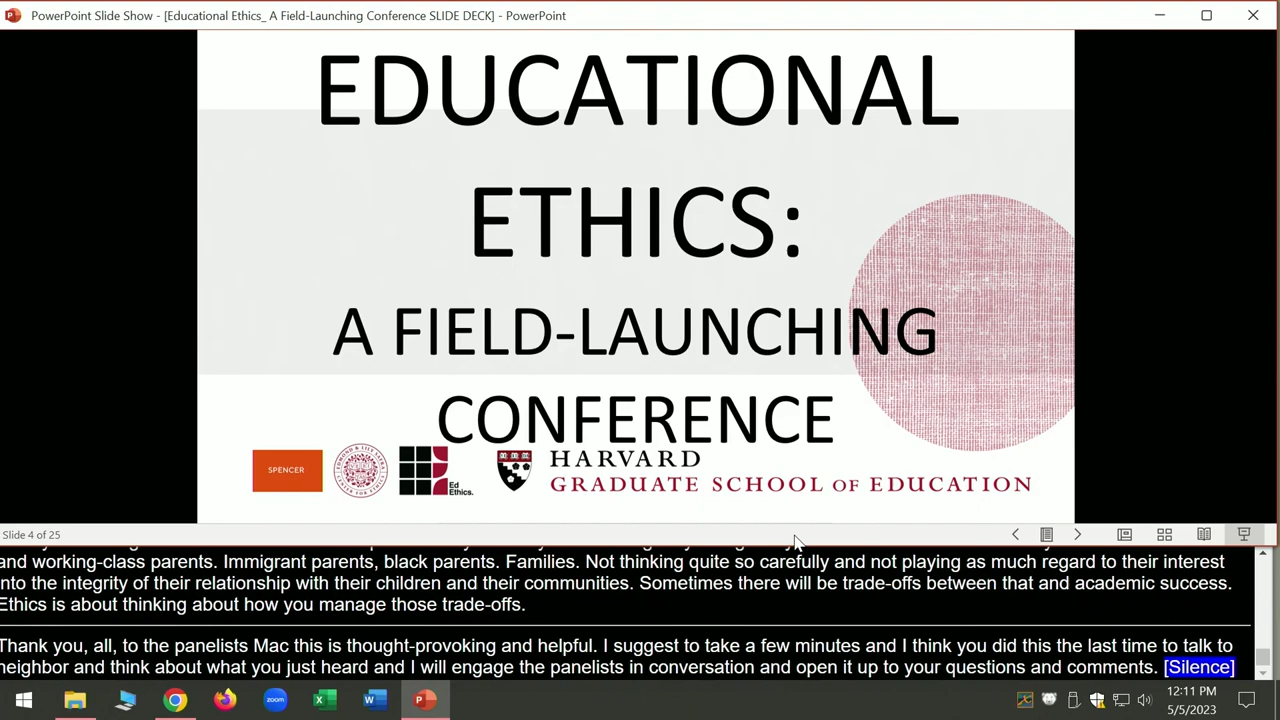 PowerPoint Slide Show - [Educational Ethics_ A Field-Launching Conference SLIDE DECK] - PowerPoint
EDUCATIONAL
ETHICS:
A FIELD-LAUNCHING
CONFERENCE
SPENCER
Ed
Ethics.
HARVARD
GRADUATE SCHOOL OF EDUCATION
Slide 4 of 25
and working-class parents. Immigrant parents, black parents. Families. Not thinking quite so carefully and not playing as much regard to their interest
into the integrity of their relationship with their children and their communities. Sometimes there will be trade-offs between that and academic success.
Ethics is about thinking about how you manage those trade-offs.
Thank you, all, to the panelists Mac this is thought-provoking and helpful. I suggest to take a few minutes and I think you did this the last time to talk to
neighbor and think about what you just heard and I will engage the panelists in conversation and open it up to your questions and comments. [Silence]
zoom
12:11 PM
5/5/2023